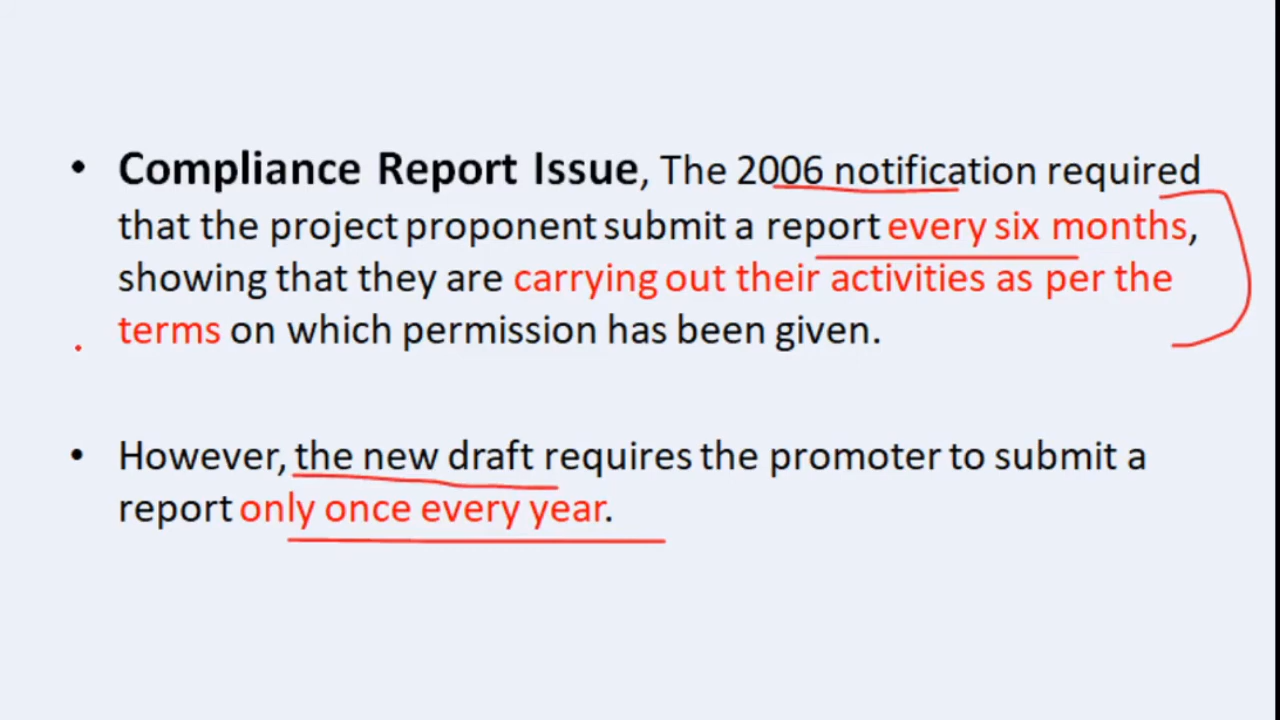 • Compliance Report Issue, The 2006 notification required
that the project proponent submit a report every six months,
showing that they are carrying out their activities as per the
terms on which permission has been given.
• However, the new draft requires the promoter to submit a
report only once every year.